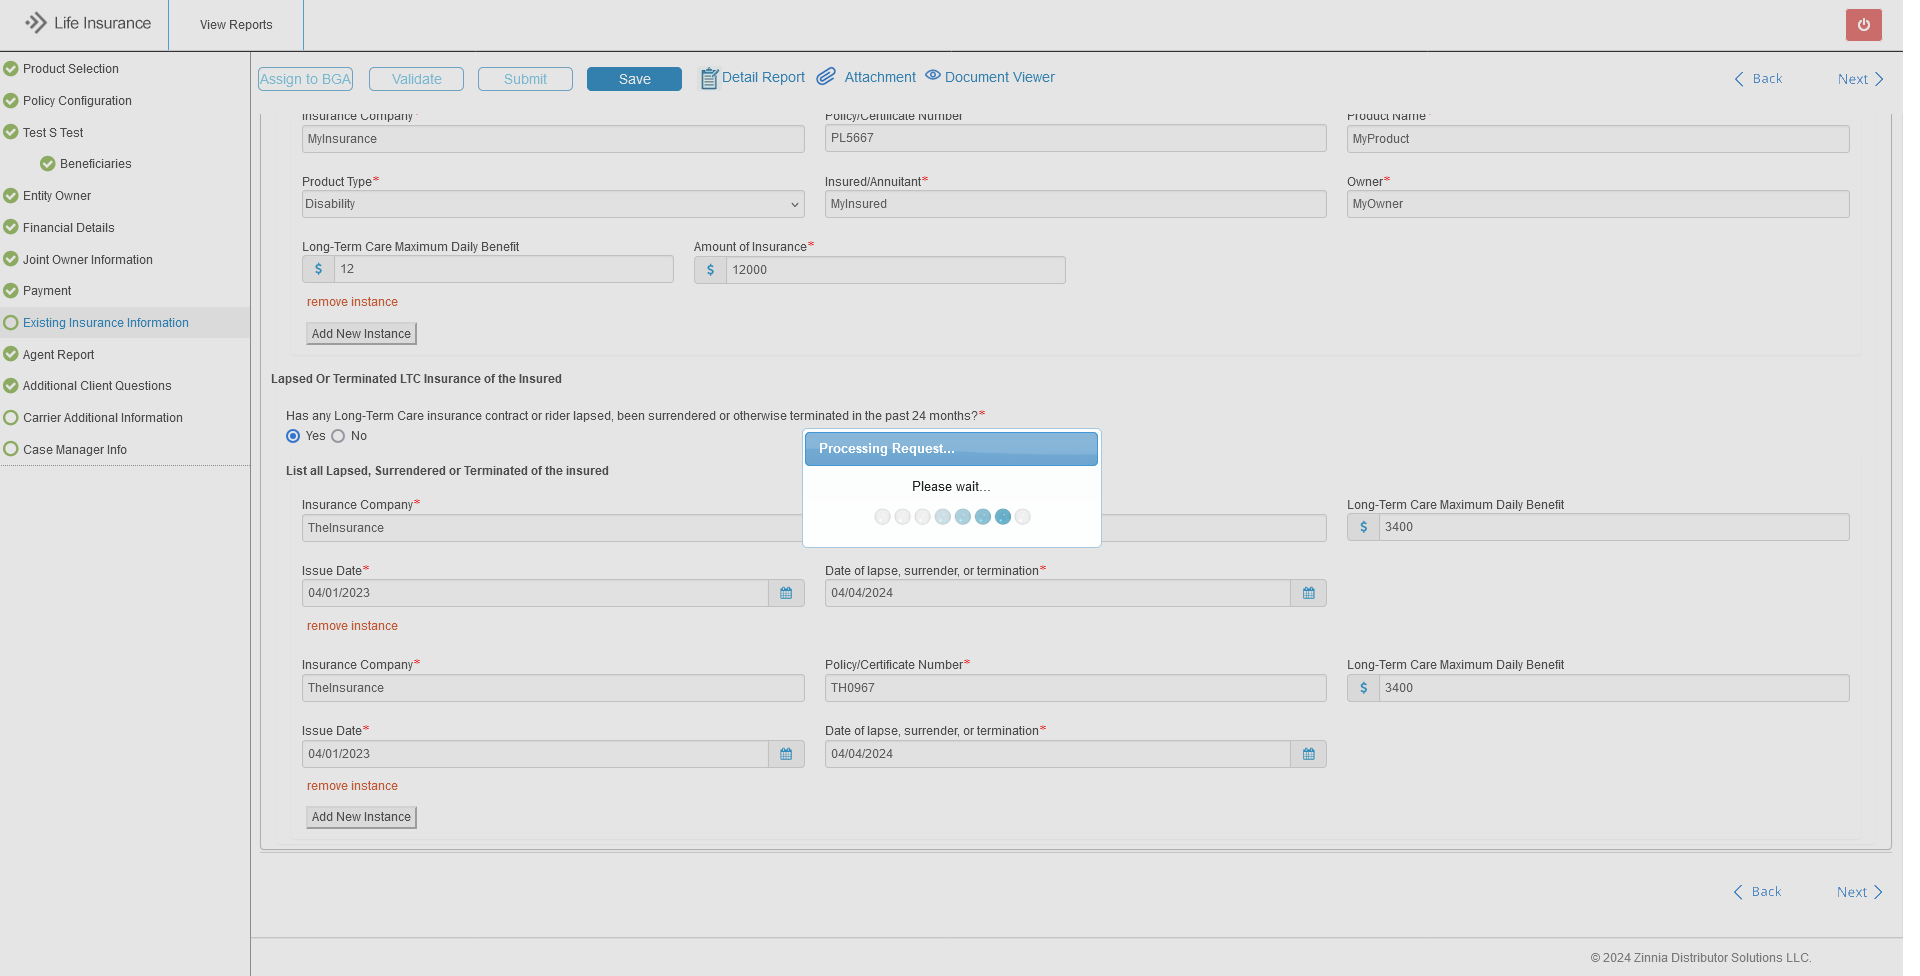 Life Insurance
View Reports
Product Selection
Policy Configuration
Test S Test
Beneficiaries
Entity Owner
Financial Details
Joint Owner Information
Payment
Existing Insurance Information
Agent Report
Additional Client Questions
Carrier Additional Information
Case Manager Info
Assign to BGA Validate Submit Save Detail Report Attachment Document Viewer Back Next
Insurance Company* Policy/Certificate Number Product Name*
MyInsurance PL5667 MyProduct
Product Type* Insured/Annuitant* Owner*
Disability MyInsured MyOwner
Long-Term Care Maximum Daily Benefit Amount of Insurance*
$ 12 $ 12000
remove instance
Add New Instance
Lapsed Or Terminated LTC Insurance of the Insured
Has any Long-Term Care insurance contract or rider lapsed, been surrendered or otherwise terminated in the past 24 months?*
Yes No
Processing Request...
Please wait...
List all Lapsed, Surrendered or Terminated of the insured
Insurance Company* Long-Term Care Maximum Daily Benefit
TheInsurance $ 3400
Issue Date* Date of lapse, surrender, or termination*
04/01/2023 04/04/2024
remove instance
Insurance Company* Policy/Certificate Number* Long-Term Care Maximum Daily Benefit
TheInsurance TH0967 $ 3400
Issue Date* Date of lapse, surrender, or termination*
04/01/2023 04/04/2024
remove instance
Add New Instance
Back Next
© 2024 Zinnia Distributor Solutions LLC.